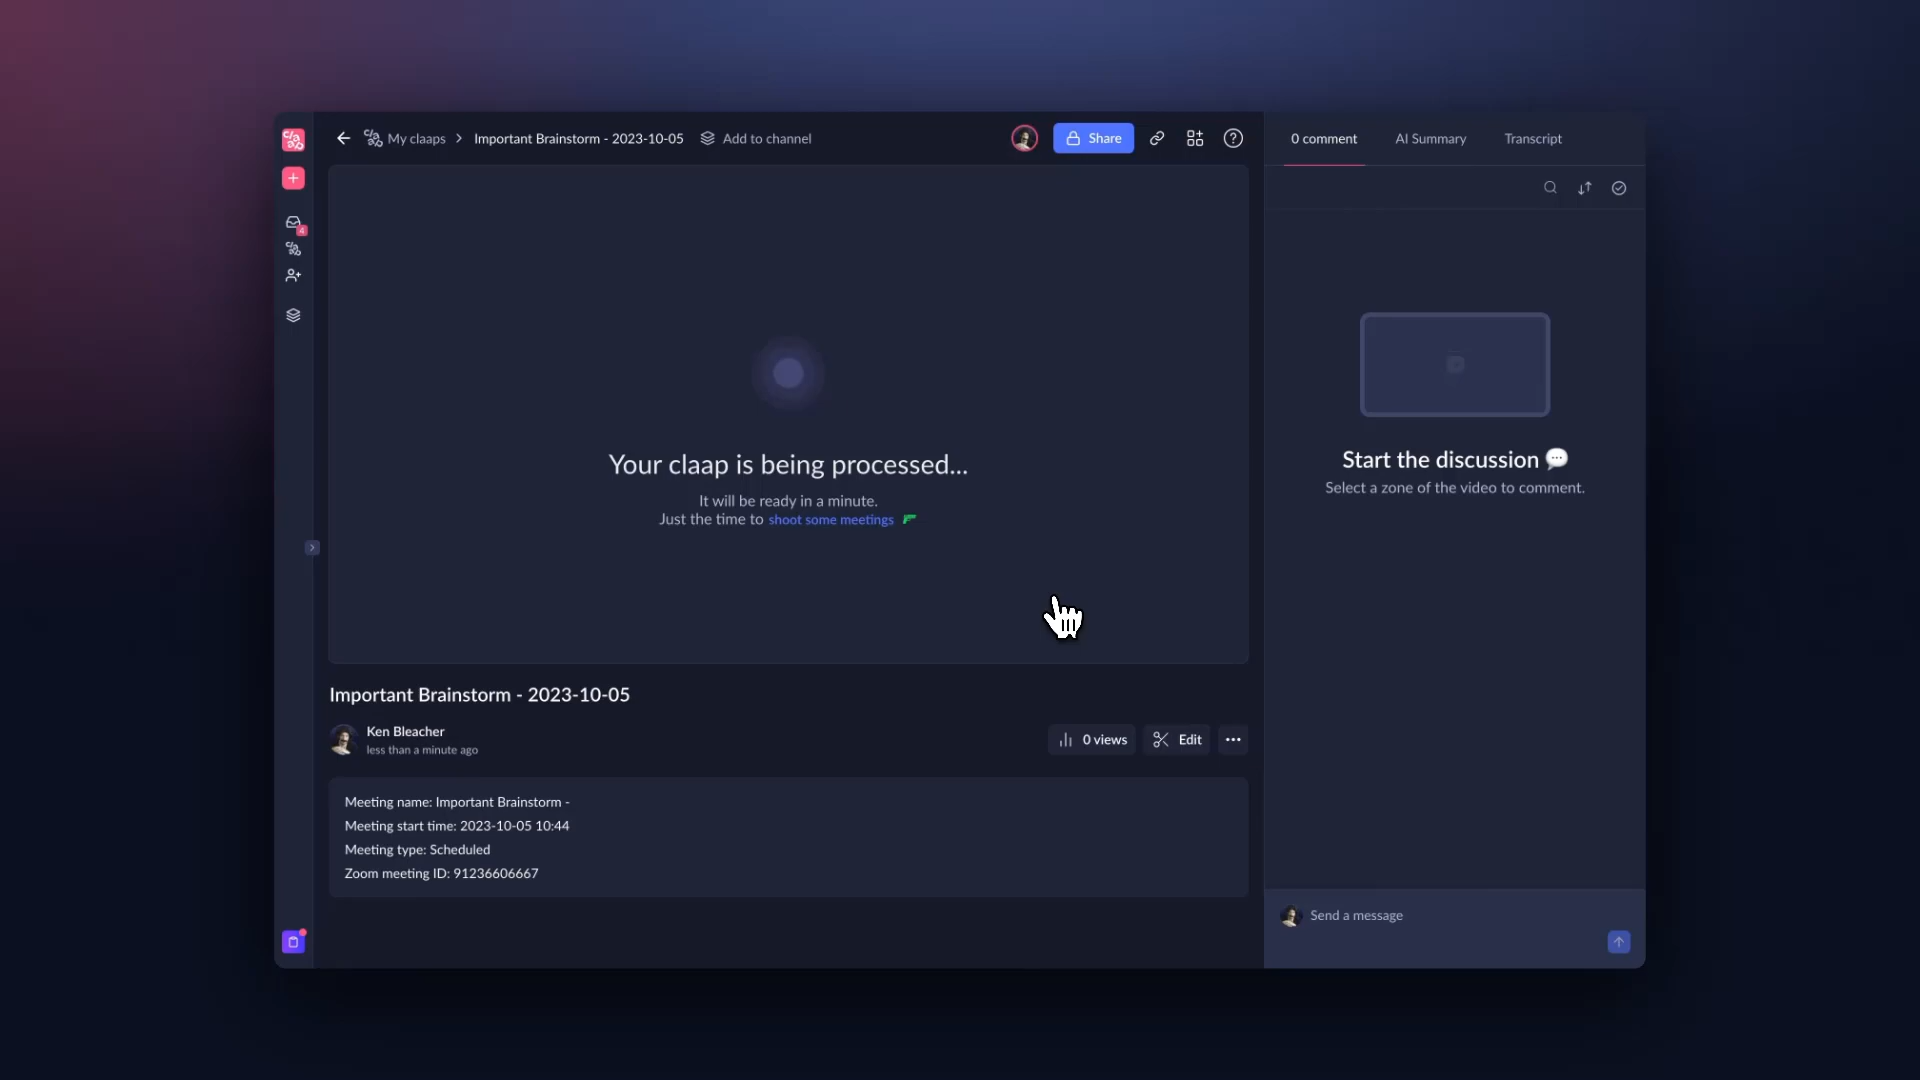 My claaps > Important Brainstorm - 2023-10-05 Add to channel
Share
0 comment AI Summary Transcript
4
Your claap is being processed...
It will be ready in a minute.
Just the time to shoot some meetings
Start the discussion 💬
Select a zone of the video to comment.
Important Brainstorm - 2023-10-05
Ken Bleacher
less than a minute ago
0 views Edit
Meeting name: Important Brainstorm -
Meeting start time: 2023-10-05 10:44
Meeting type: Scheduled
Zoom meeting ID: 91236606667
Send a message